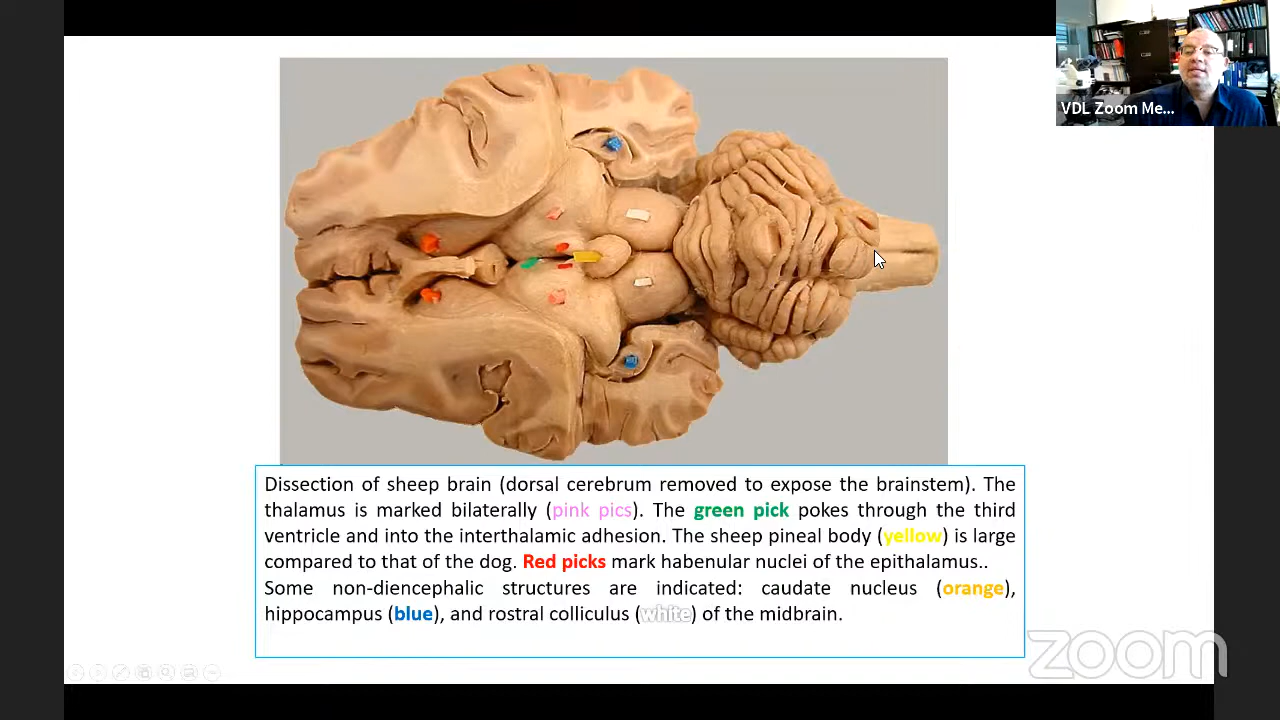 VDL Zoom Me...
Dissection of sheep brain (dorsal cerebrum removed to expose the brainstem). The
thalamus is marked bilaterally (pink pics). The green pick pokes through the third
ventricle and into the interthalamic adhesion. The sheep pineal body (yellow) is large
compared to that of the dog. Red picks mark habenular nuclei of the epithalamus..
Some non-diencephalic structures are indicated: caudate nucleus (orange),
hippocampus (blue), and rostral colliculus (white) of the midbrain.
zoom